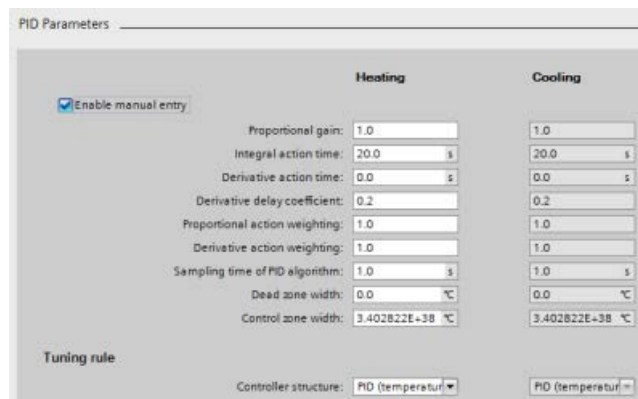 PID Parameters
Heating Cooling
Enable manual entry
Proportional gain: 1.0 1.0
Integral action time: 20.0 s 20.0 s
Derivative action time: 0.0 s 0.0 s
Derivative delay coefficient: 0.2 0.2
Proportional action weighting: 1.0 1.0
Derivative action weighting: 1.0 1.0
Sampling time of PID algorithm: 1.0 s 1.0 s
Dead zone width: 0.0 °C 0.0 °C
Control zone width: 3.402822E+38 °C 3.402822E+38 °C
Tuning rule
Controller structure: PID (temperatur PID (temperatur